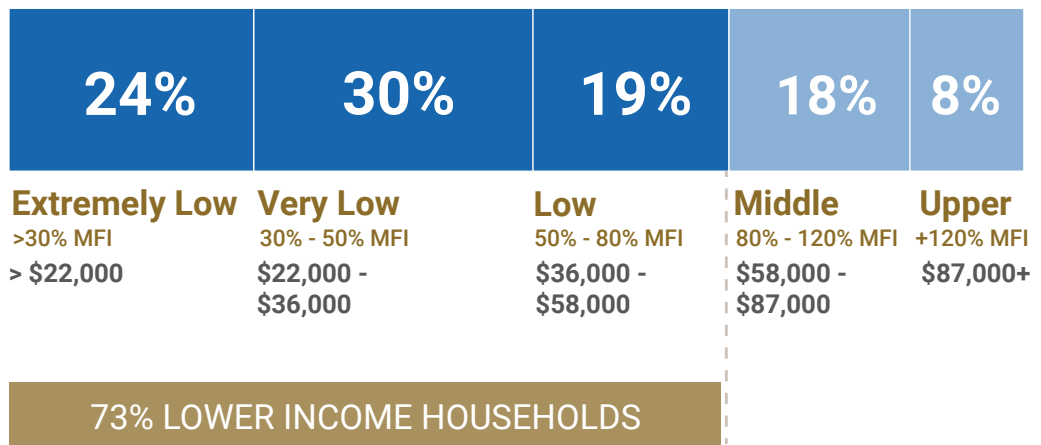 24%
30%
19%
18%
8%
Extremely Low
>30% MFI
> $22,000
Very Low
30% - 50% MFI
$22,000 -
$36,000
Low
50% - 80% MFI
$36,000 -
$58,000
Middle
80% - 120% MFI
$58,000 -
$87,000
Upper
+120% MFI
$87,000+
73% LOWER INCOME HOUSEHOLDS